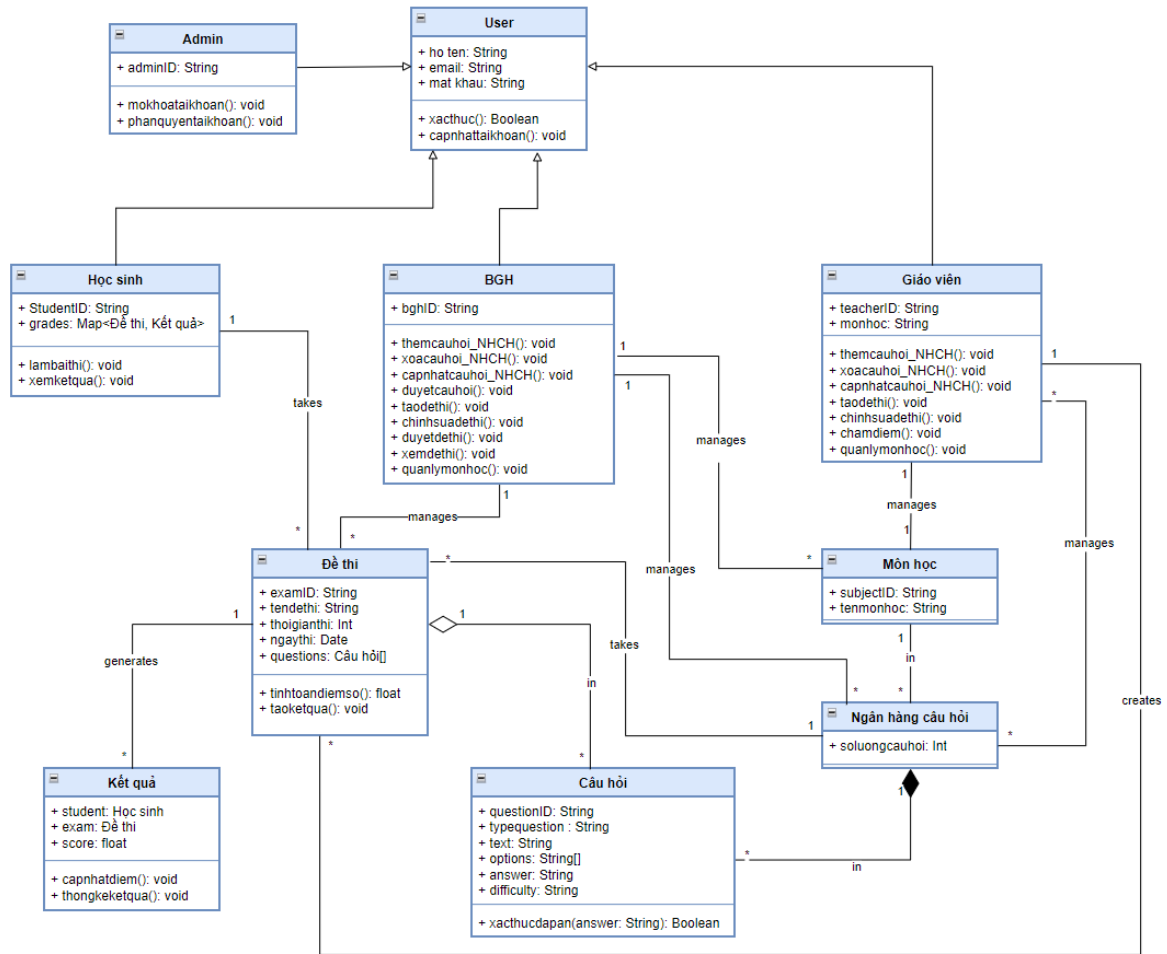 Admin
+ adminID: String
+ mokhoataikhoan(): void
+ phanquyentaikhoan(): void
User
+ ho ten: String
+ email: String
+ mat khau: String
+ xacthuc(): Boolean
+ capnhattaikhoan(): void
Học sinh
+ StudentID: String
+ grades: Map<Đề thi, Kết quả>
+ lambaithi(): void
+ xemketqua(): void
1
takes
*
BGH
+ bghID: String
+ themcauhoi_NHCH(): void
+ xoacauhoi_NHCH(): void
+ capnhatcauhoi_NHCH(): void
+ duyetcauhoi(): void
+ taodethi(): void
+ chinhsuadethi(): void
+ duyetdethi(): void
+ xemdethi(): void
+ quanlymonhoc(): void
1
manages
*
1
manages
*
1
manages
*
Giáo viên
+ teacherID: String
+ monhoc: String
+ themcauhoi_NHCH(): void
+ xoacauhoi_NHCH(): void
+ capnhatcauhoi_NHCH(): void
+ taodethi(): void
+ chinhsuadethi(): void
+ chamdiem(): void
+ quanlymonhoc(): void
1
creates
*
*
manages
*
1
manages
1
Đề thi
+ examID: String
+ tendethi: String
+ thoigianthi: Int
+ ngaythi: Date
+ questions: Câu hỏi[]
+ tinhtoandiemso(): float
+ taoketqua(): void
*
takes
1
1
in
*
1
generates
*
Môn học
+ subjectID: String
+ tenmonhoc: String
1
in
*
Ngân hàng câu hỏi
+ soluongcauhoi: Int
1
in
*
Kết quả
+ student: Học sinh
+ exam: Đề thi
+ score: float
+ capnhatdiem(): void
+ thongkeketqua(): void
Câu hỏi
+ questionID: String
+ typequestion : String
+ text: String
+ options: String[]
+ answer: String
+ difficulty: String
+ xacthucdapan(answer: String): Boolean